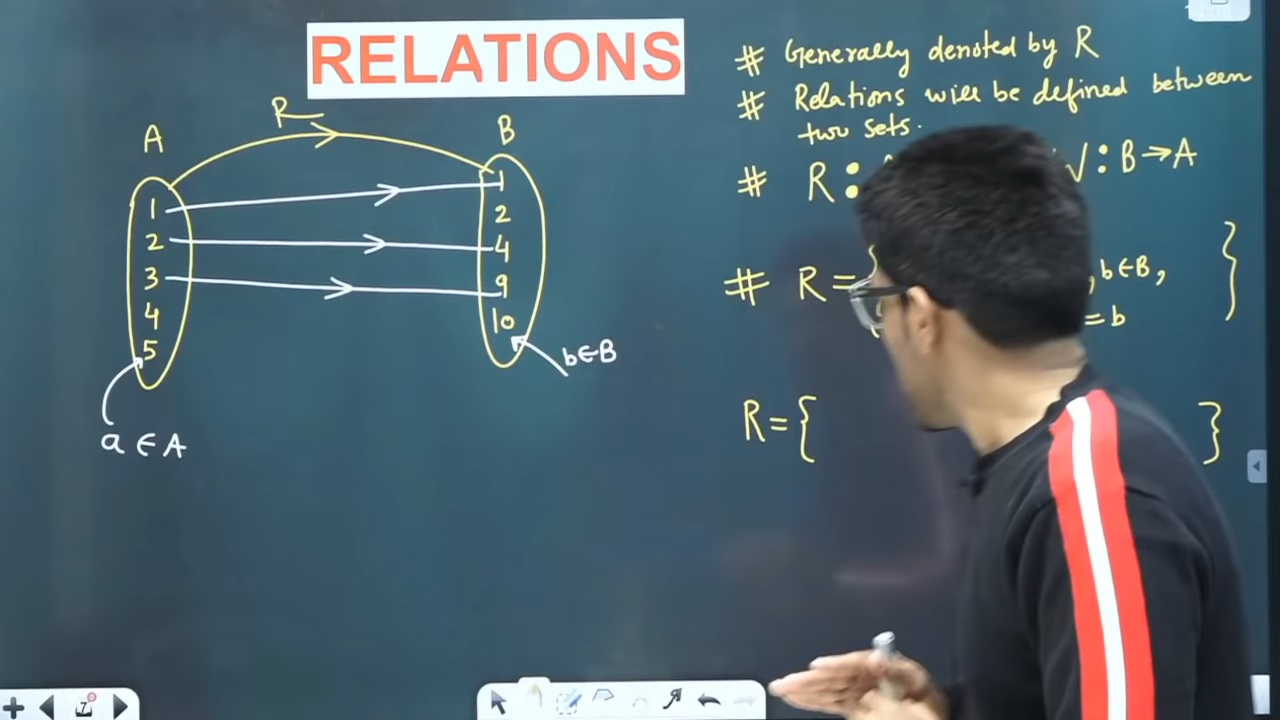 RELATIONS
R
A
B
1
2
3
4
5
1
2
4
9
10
a ∈ A
b∈B
# Generally denoted by R
# Relations will be defined between
two sets.
# R : : B→A
# R = { , b∈B, }
= b
R = { }
7